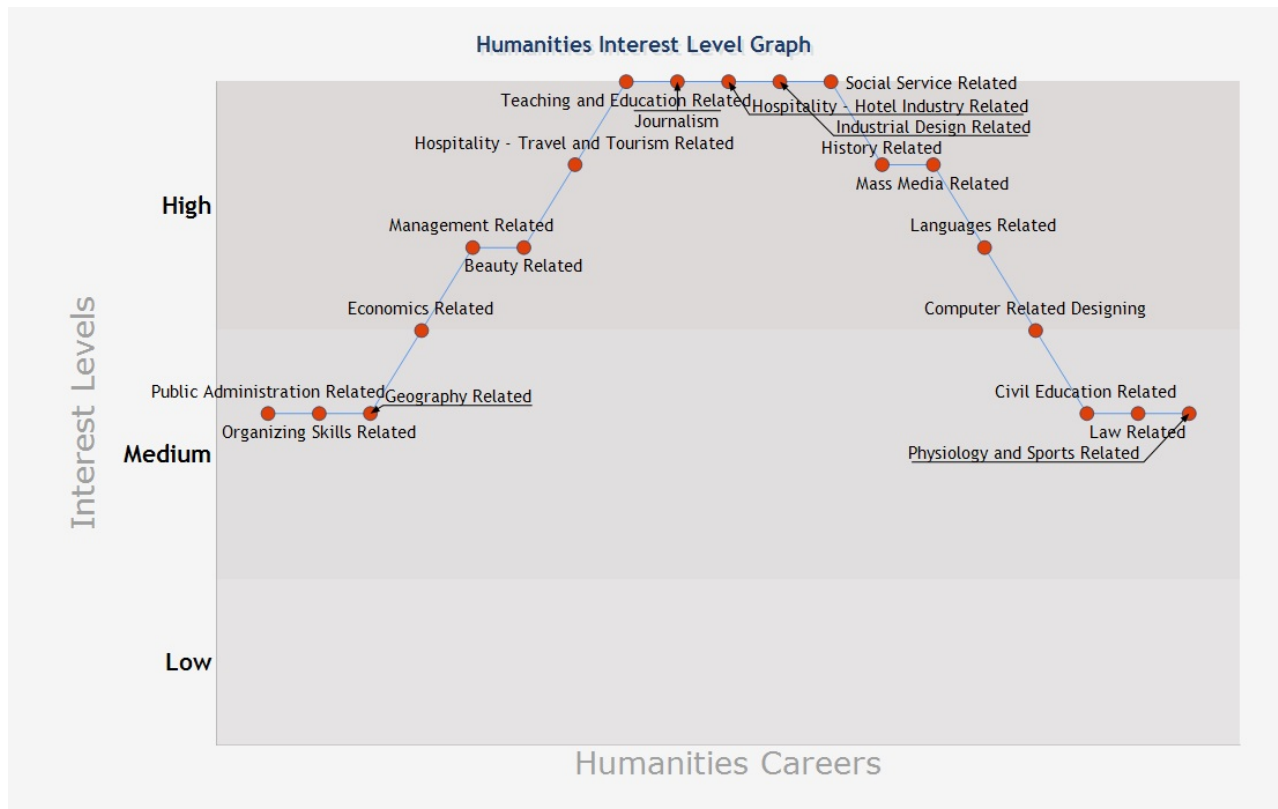 Humanities Interest Level Graph
Social Service Related
Teaching and Education Related
Hospitality - Hotel Industry Related
Journalism
Industrial Design Related
Hospitality - Travel and Tourism Related
History Related
Mass Media Related
High
Management Related
Languages Related
Beauty Related
Economics Related
Computer Related Designing
Interest Levels
Public Administration Related
Geography Related
Civil Education Related
Organizing Skills Related
Law Related
Medium
Physiology and Sports Related
Low
Humanities Careers